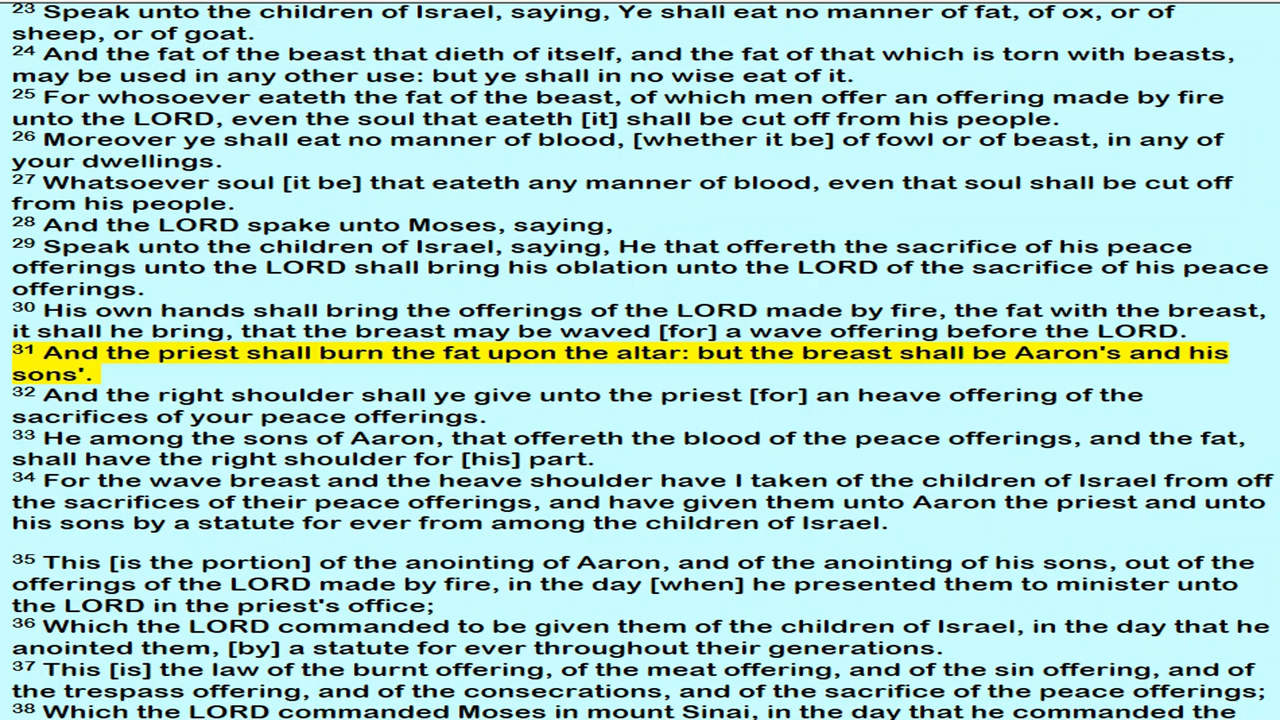 23 Speak unto the children of Israel, saying, Ye shall eat no manner of fat, of ox, or of
sheep, or of goat.
24 And the fat of the beast that dieth of itself, and the fat of that which is torn with beasts,
may be used in any other use: but ye shall in no wise eat of it.
25 For whosoever eateth the fat of the beast, of which men offer an offering made by fire
unto the LORD, even the soul that eateth [it] shall be cut off from his people.
26 Moreover ye shall eat no manner of blood, [whether it be] of fowl or of beast, in any of
your dwellings.
27 Whatsoever soul [it be] that eateth any manner of blood, even that soul shall be cut off
from his people.
28 And the LORD spake unto Moses, saying,
29 Speak unto the children of Israel, saying, He that offereth the sacrifice of his peace
offerings unto the LORD shall bring his oblation unto the LORD of the sacrifice of his peace
offerings.
30 His own hands shall bring the offerings of the LORD made by fire, the fat with the breast,
it shall he bring, that the breast may be waved [for] a wave offering before the LORD.
31 And the priest shall burn the fat upon the altar: but the breast shall be Aaron's and his
sons'.
32 And the right shoulder shall ye give unto the priest [for] an heave offering of the
sacrifices of your peace offerings.
33 He among the sons of Aaron, that offereth the blood of the peace offerings, and the fat,
shall have the right shoulder for [his] part.
34 For the wave breast and the heave shoulder have I taken of the children of Israel from off
the sacrifices of their peace offerings, and have given them unto Aaron the priest and unto
his sons by a statute for ever from among the children of Israel.
35 This [is the portion] of the anointing of Aaron, and of the anointing of his sons, out of the
offerings of the LORD made by fire, in the day [when] he presented them to minister unto
the LORD in the priest's office;
36 Which the LORD commanded to be given them of the children of Israel, in the day that he
anointed them, [by] a statute for ever throughout their generations.
37 This [is] the law of the burnt offering, of the meat offering, and of the sin offering, and of
the trespass offering, and of the consecrations, and of the sacrifice of the peace offerings;
38 Which the LORD commanded Moses in mount Sinai, in the day that he commanded the